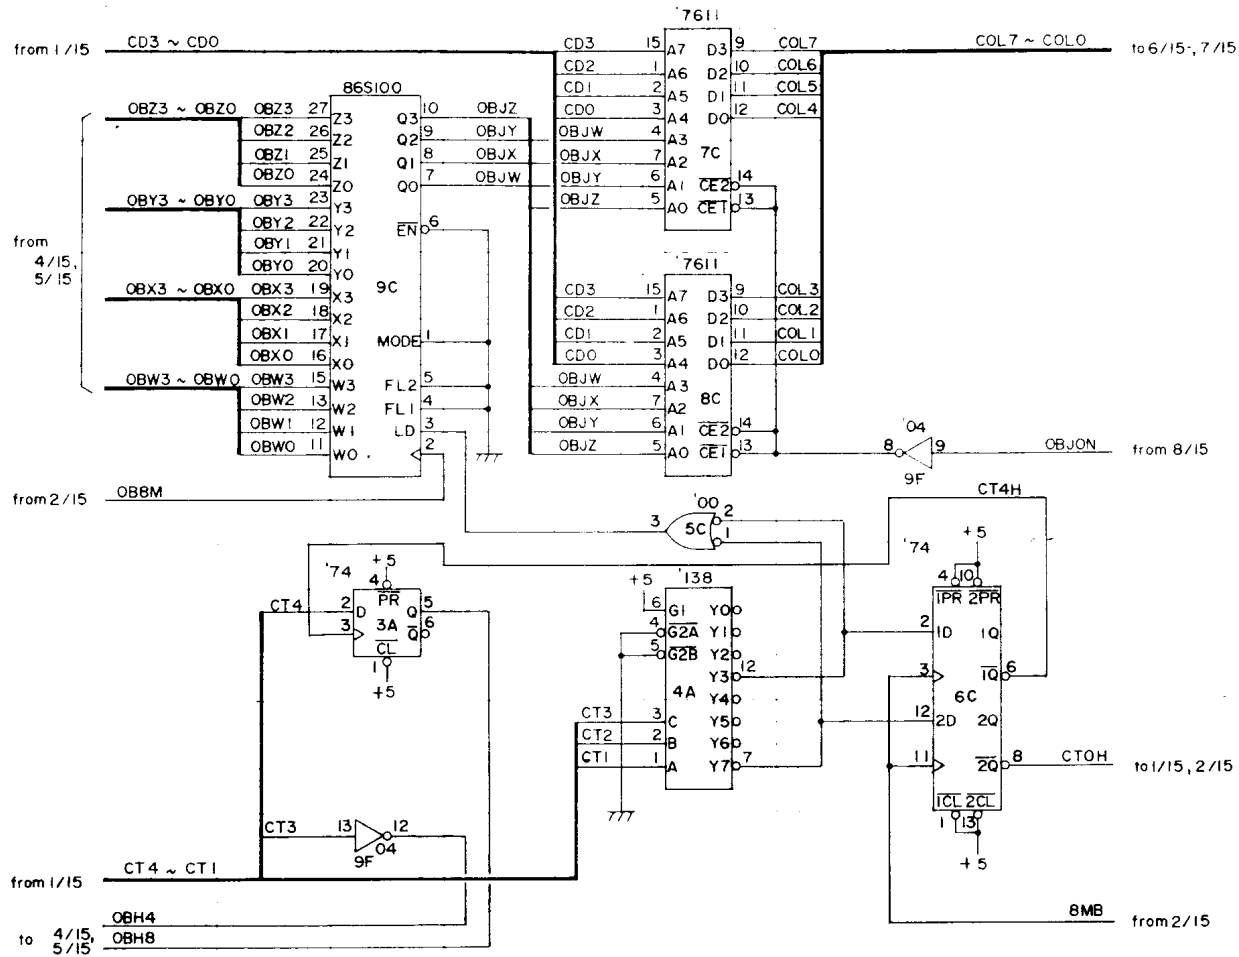 '7611
from 1/15 CD3 ~ CD0 CD3 15 A7 D3 9 COL7 COL7 ~ COL0 to 6/15-, 7/15
CD2 1 A6 D2 10 COL6
86S100 CD1 2 A5 D1 11 COL5
OBZ3 ~ OBZ0 OBZ3 27 Z3 Q3 10 OBJZ CD0 3 A4 D0 12 COL4
OBZ2 26 Z2 Q2 9 OBJY OBJW 4 A3
OBZ1 25 Z1 Q1 8 OBJX OBJX 7 A2 7C
OBZ0 24 Z0 Q0 7 OBJW OBJY 6 A1 CE2 14
OBY3 ~ OBY0 OBY3 23 Y3 OBJZ 5 A0 CE1 13
OBY2 22 Y2 EN 6
from 4/15, 5/15
OBY1 21 Y1
OBY0 20 Y0 '7611
OBX3 ~ OBX0 OBX3 19 X3 9C CD3 15 A7 D3 9 COL3
OBX2 18 X2 CD2 1 A6 D2 10 COL2
OBX1 17 X1 MODE 1 CD1 2 A5 D1 11 COL1
OBX0 16 X0 CD0 3 A4 D0 12 COL0
OBW3 ~ OBW0 OBW3 15 W3 FL2 5 OBJW 4 A3
OBW2 13 W2 FL1 4 OBJX 7 A2 8C
OBW1 12 W1 LD 3 OBJY 6 A1 CE2 14 '04
OBW0 11 W0 2 OBJZ 5 A0 CE1 13 8 9 OBJON from 8/15
9F
from 2/15 OB8M CT4H
'00
3 5C 2 1
'74 +5 '138 '74 +5
4 PR +5 4 10
1PR 2PR
CT4 2 D Q 5 6 G1 Y0
3 3A Q 6 4 G2A Y1 2 1D 1Q
CL 5 G2B Y2
1 Y3 12 3 1Q 6
+5 4A Y4 6C
CT3 3 C Y5 12 2D 2Q
CT2 2 B Y6
CT1 1 A Y7 7 11 2Q 8 CT0H to 1/15, 2/15
1CL 2CL
CT3 13 12 1 13
9F 04 +5
from 1/15 CT4 ~ CT1
OBH4 8MB from 2/15
to 4/15, 5/15 OBH8